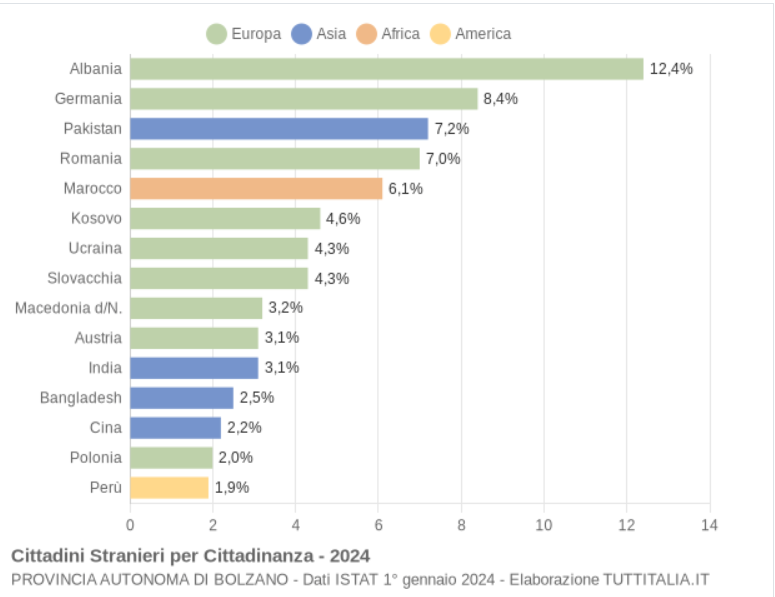 Europa Asia Africa America
Albania 12,4%
Germania 8,4%
Pakistan 7,2%
Romania 7,0%
Marocco 6,1%
Kosovo 4,6%
Ucraina 4,3%
Slovacchia 4,3%
Macedonia d/N. 3,2%
Austria 3,1%
India 3,1%
Bangladesh 2,5%
Cina 2,2%
Polonia 2,0%
Perù 1,9%
0 2 4 6 8 10 12 14
Cittadini Stranieri per Cittadinanza - 2024
PROVINCIA AUTONOMA DI BOLZANO - Dati ISTAT 1° gennaio 2024 - Elaborazione TUTTITALIA.IT